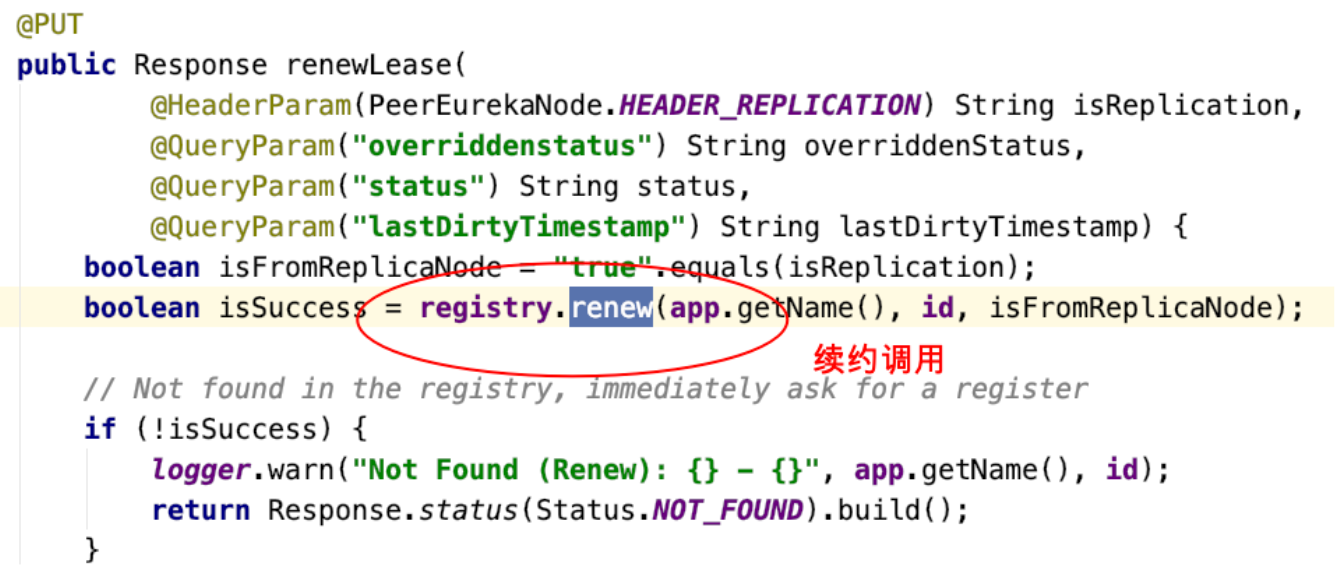 @PUT
public Response renewLease(
@HeaderParam(PeerEurekaNode.HEADER_REPLICATION) String isReplication,
@QueryParam("overriddenstatus") String overriddenStatus,
@QueryParam("status") String status,
@QueryParam("lastDirtyTimestamp") String lastDirtyTimestamp) {
boolean isFromReplicaNode = "true".equals(isReplication);
boolean isSuccess = registry.renew(app.getName(), id, isFromReplicaNode);
续约调用
// Not found in the registry, immediately ask for a register
if (!isSuccess) {
logger.warn("Not Found (Renew): {} - {}", app.getName(), id);
return Response.status(Status.NOT_FOUND).build();
}